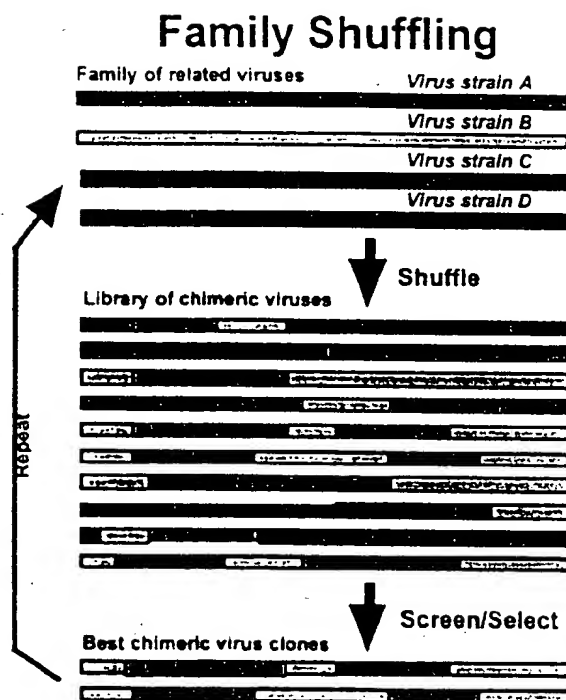 Family Shuffling
Family of related viruses
Virus strain A
Virus strain B
Virus strain C
Virus strain D
Shuffle
Library of chimeric viruses
Repeat
Screen/Select
Best chimeric virus clones